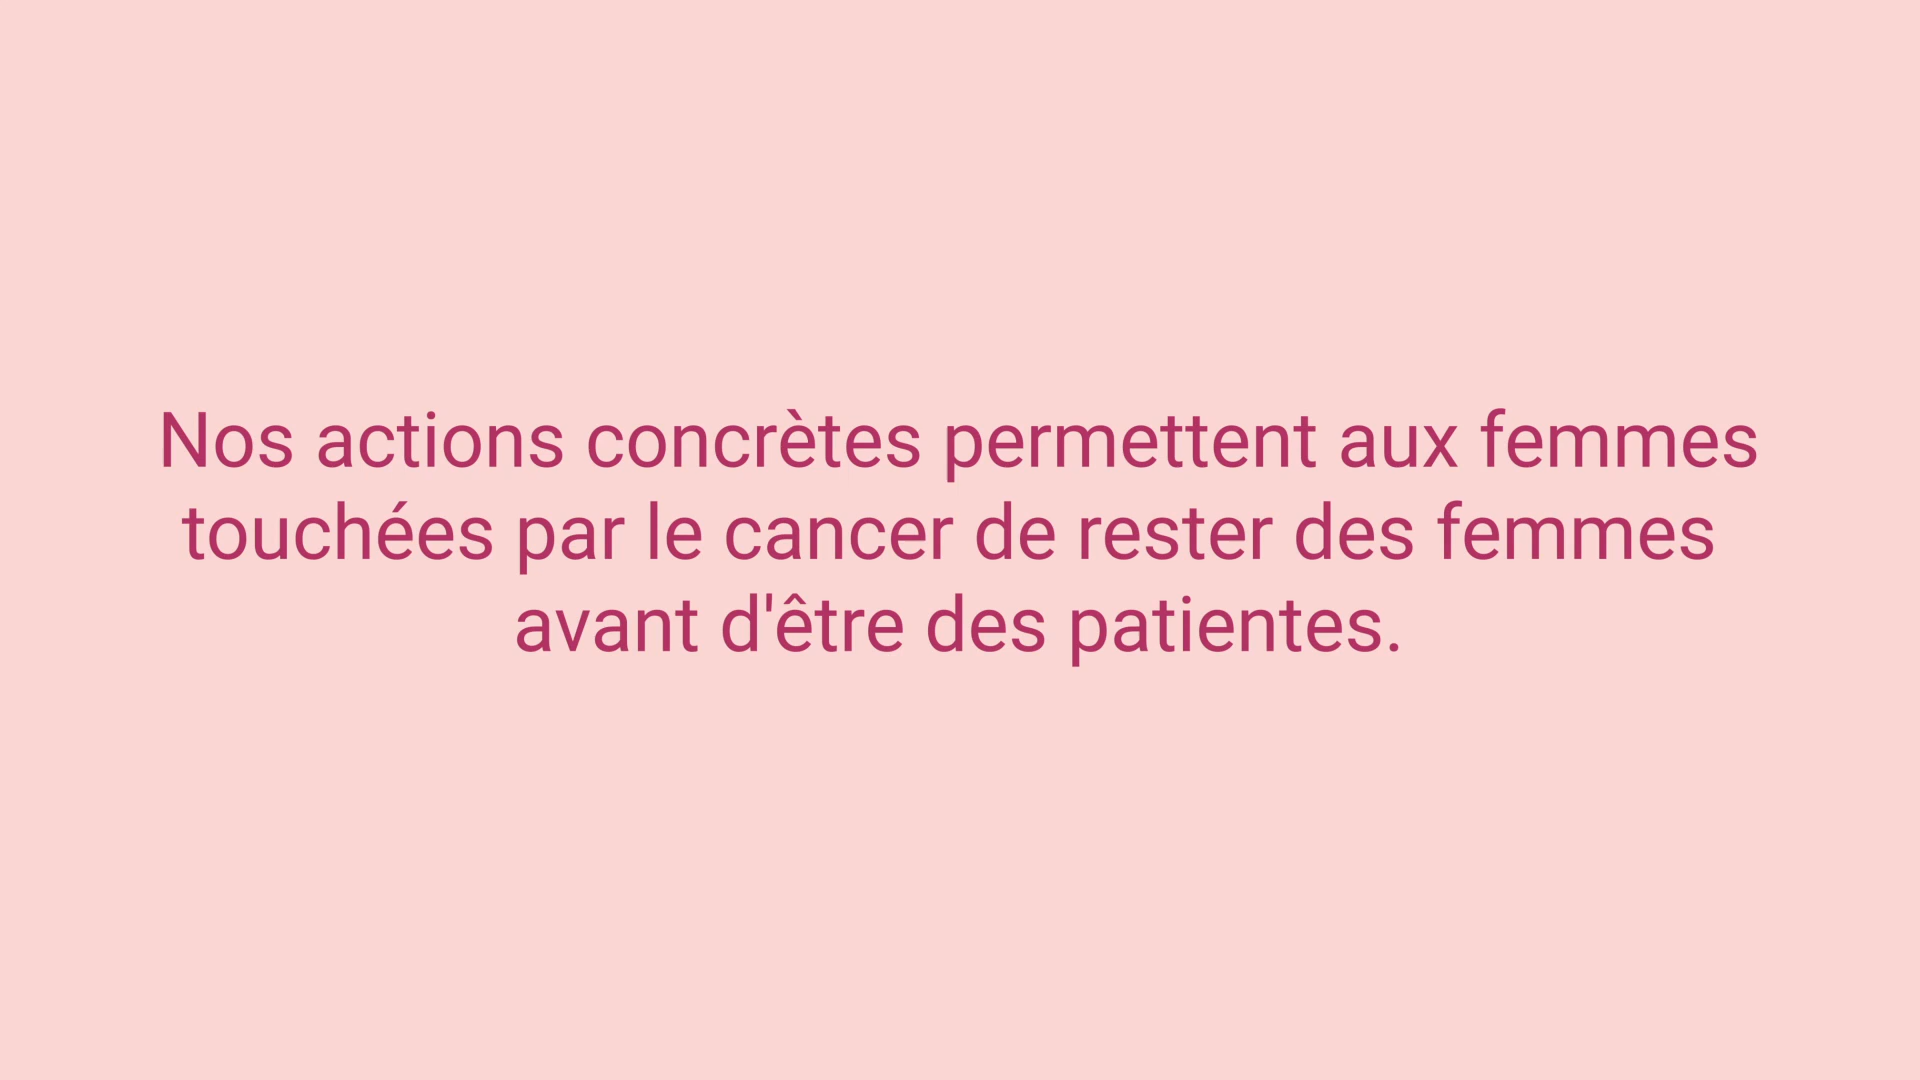 Nos actions concrètes permettent aux femmes
touchées par le cancer de rester des femmes
avant d'être des patientes.